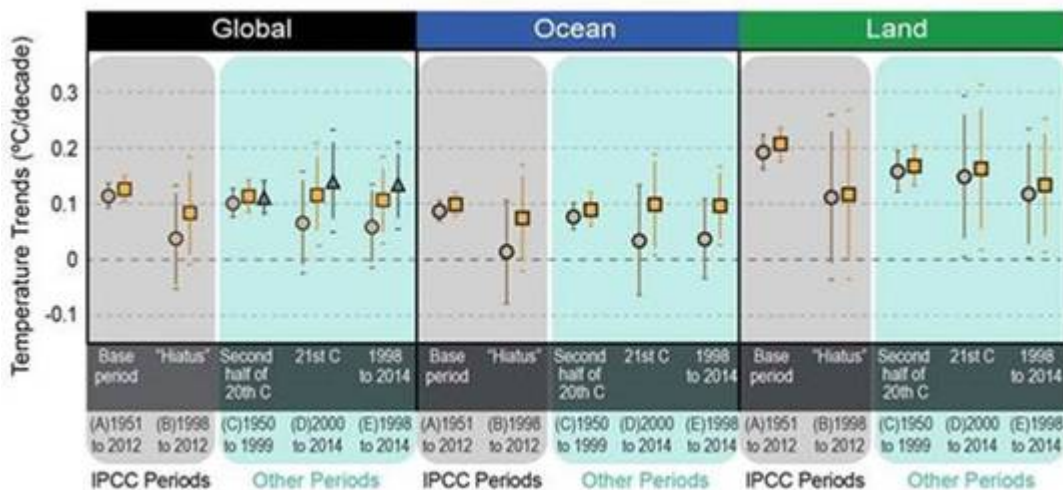 Global Ocean Land
Temperature Trends (ºC/decade)
0.3
0.2
0.1
0
-0.1
Base "Hiatus" Second 21st C 1998 Base "Hiatus" Second 21st C 1998 Base "Hiatus" Second 21st C 1998
period half of to 2014 period half of to 2014 period half of to 2014
20th C 20th C 20th C
(A)1951 (B)1998 (C)1950 (D)2000 (E)1998 (A)1951 (B)1998 (C)1950 (D)2000 (E)1998 (A)1951 (B)1998 (C)1950 (D)2000 (E)1998
to 2012 to 2012 to 1999 to 2014 to 2014 to 2012 to 2012 to 1999 to 2014 to 2014 to 2012 to 2012 to 1999 to 2014 to 2014
IPCC Periods Other Periods IPCC Periods Other Periods IPCC Periods Other Periods